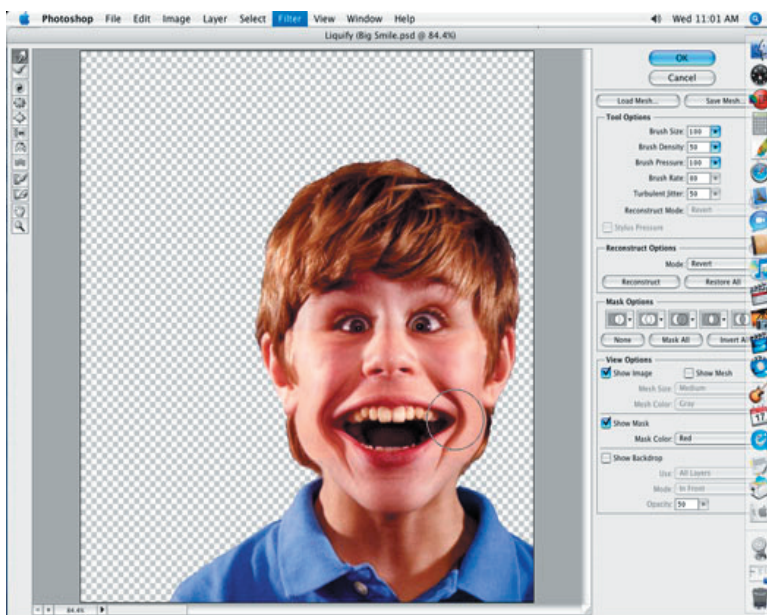 Photoshop File Edit Image Layer Select Filter View Window Help Wed 11:01 AM
Liquify (Big Smile.psd @ 84.4%)
OK
Cancel
Load Mesh... Save Mesh...
Tool Options
Brush Size: 100
Brush Density: 50
Brush Pressure: 100
Brush Rate: 80
Turbulent Jitter: 50
Reconstruct Mode: Revert
Stylus Pressure
Reconstruct Options
Mode: Revert
Reconstruct Restore All
Mask Options
None Mask All Invert All
View Options
Show Image Show Mesh
Mesh Size: Medium
Mesh Color: Gray
Show Mask
Mask Color: Red
Show Backdrop
Use: All Layers
Mode: In Front
Opacity: 50
17
84.4%